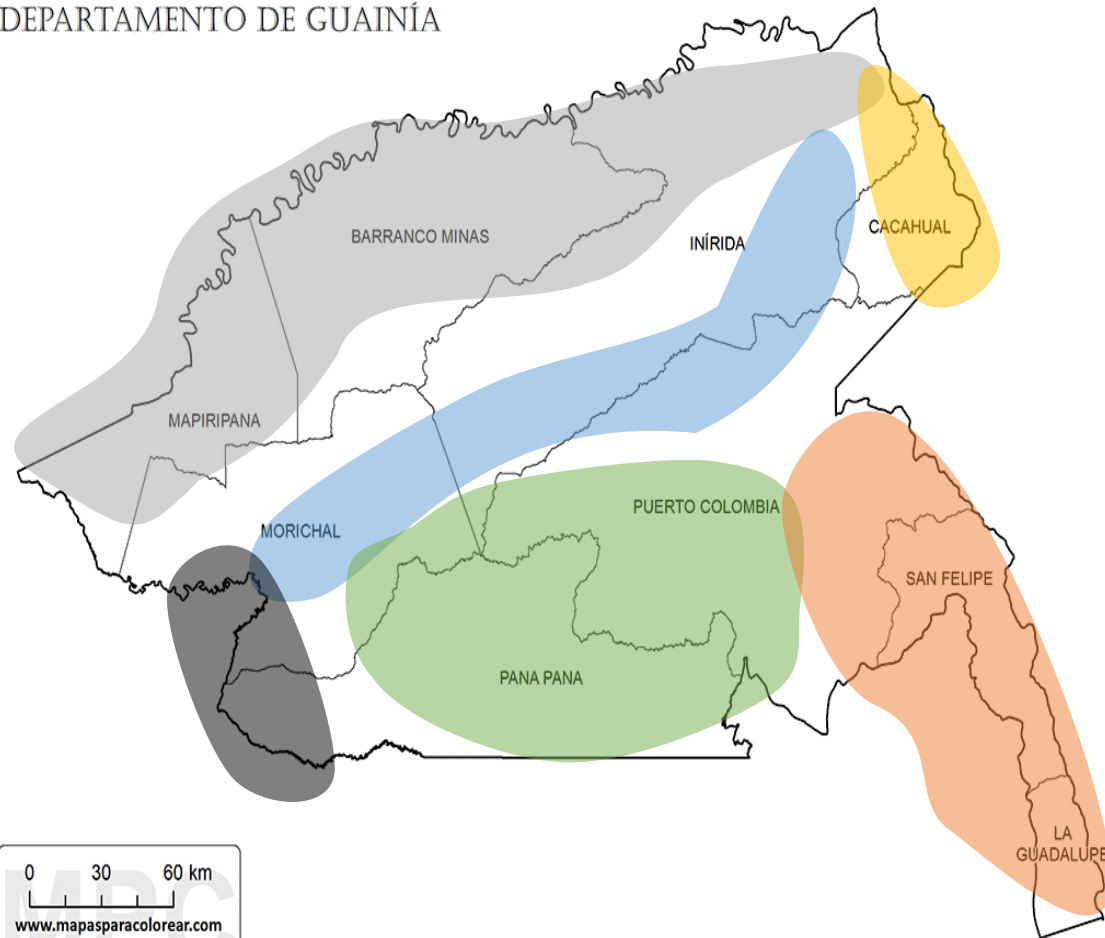 DEPARTAMENTO DE GUAINÍA
BARRANCO MINAS
INÍRIDA
CACAHUAL
MAPIRIPANA
PUERTO COLOMBIA
MORICHAL
SAN FELIPE
PANA PANA
LA
GUADALUPE
0 30 60 km
MPC
www.mapasparacolorear.com